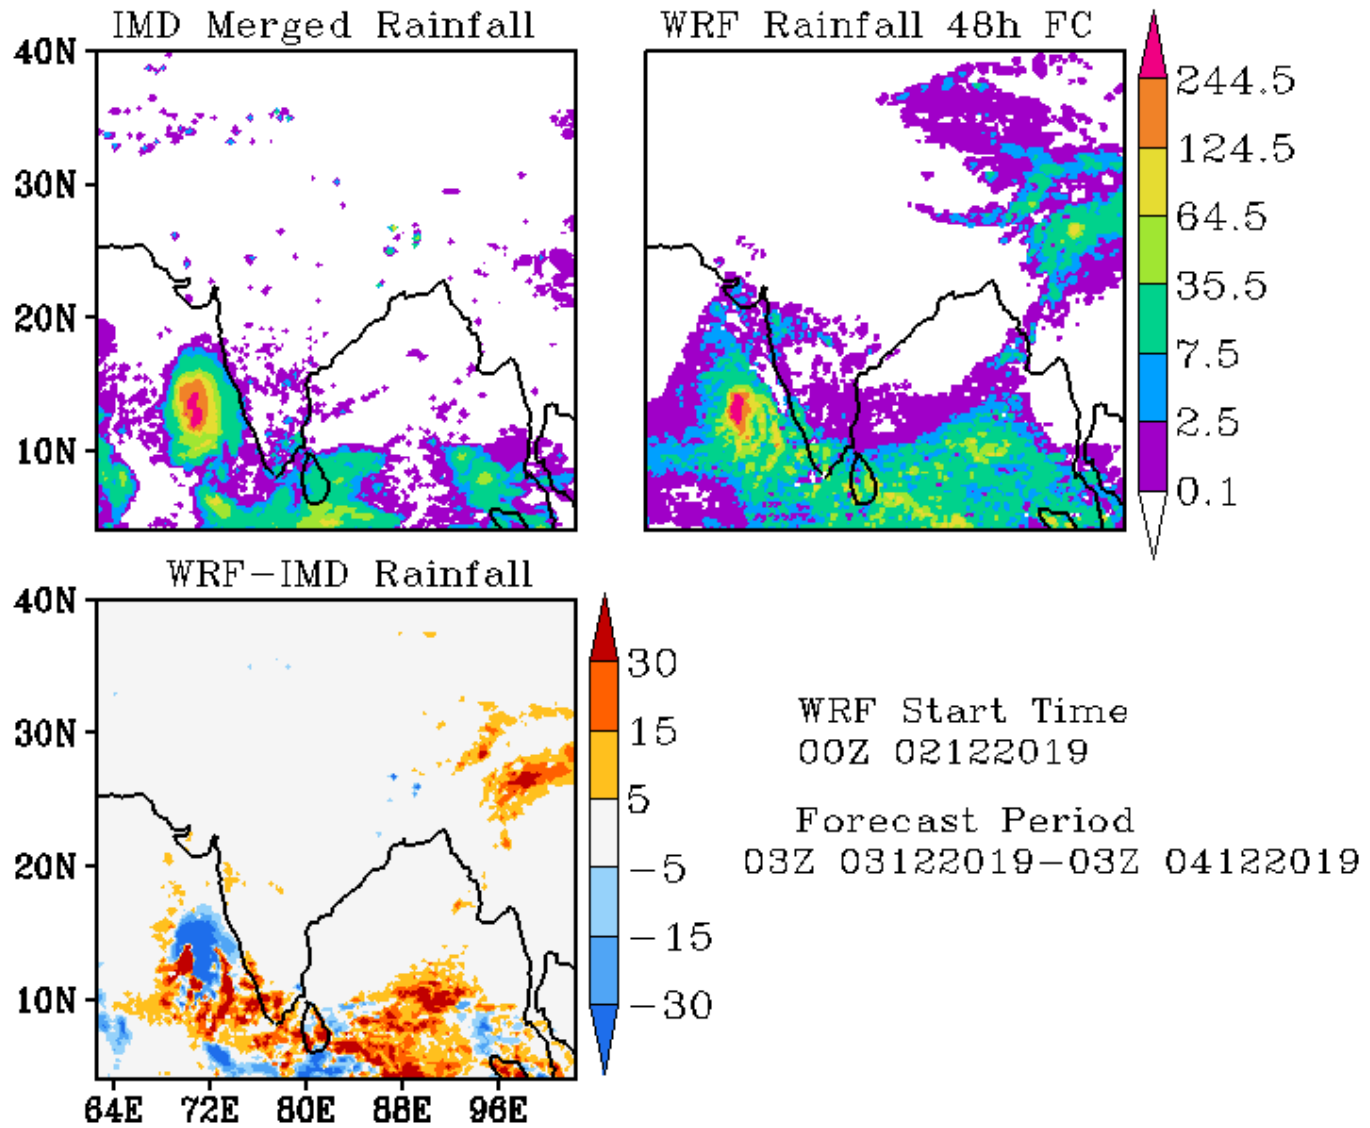 IMD Merged Rainfall
WRF Rainfall 48h FC
40N
30N
20N
10N
244.5
124.5
64.5
35.5
7.5
2.5
0.1
WRF-IMD Rainfall
40N
30N
20N
10N
64E 72E 80E 88E 96E
30
15
5
-5
-15
-30
WRF Start Time
00Z 02122019
Forecast Period
03Z 03122019-03Z 04122019